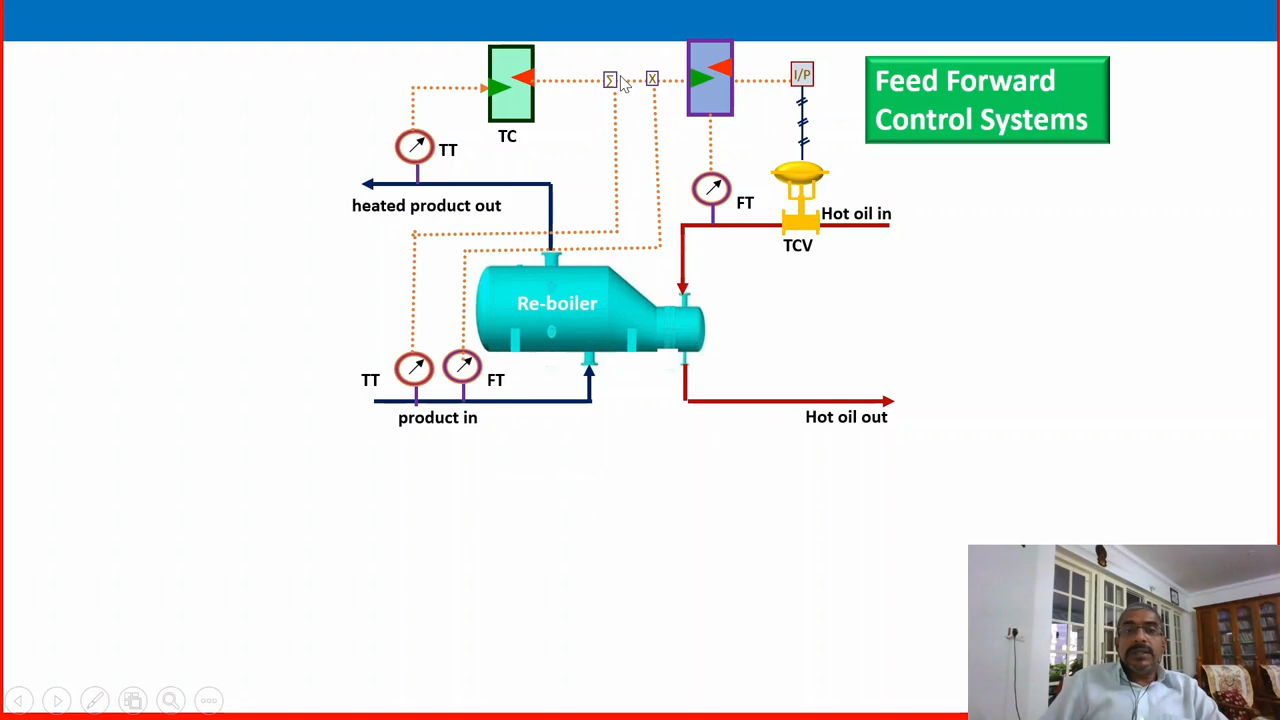 Feed Forward
Control Systems
Σ
X
I/P
TC
TT
heated product out
FT
Hot oil in
TCV
Re-boiler
TT
FT
product in
Hot oil out